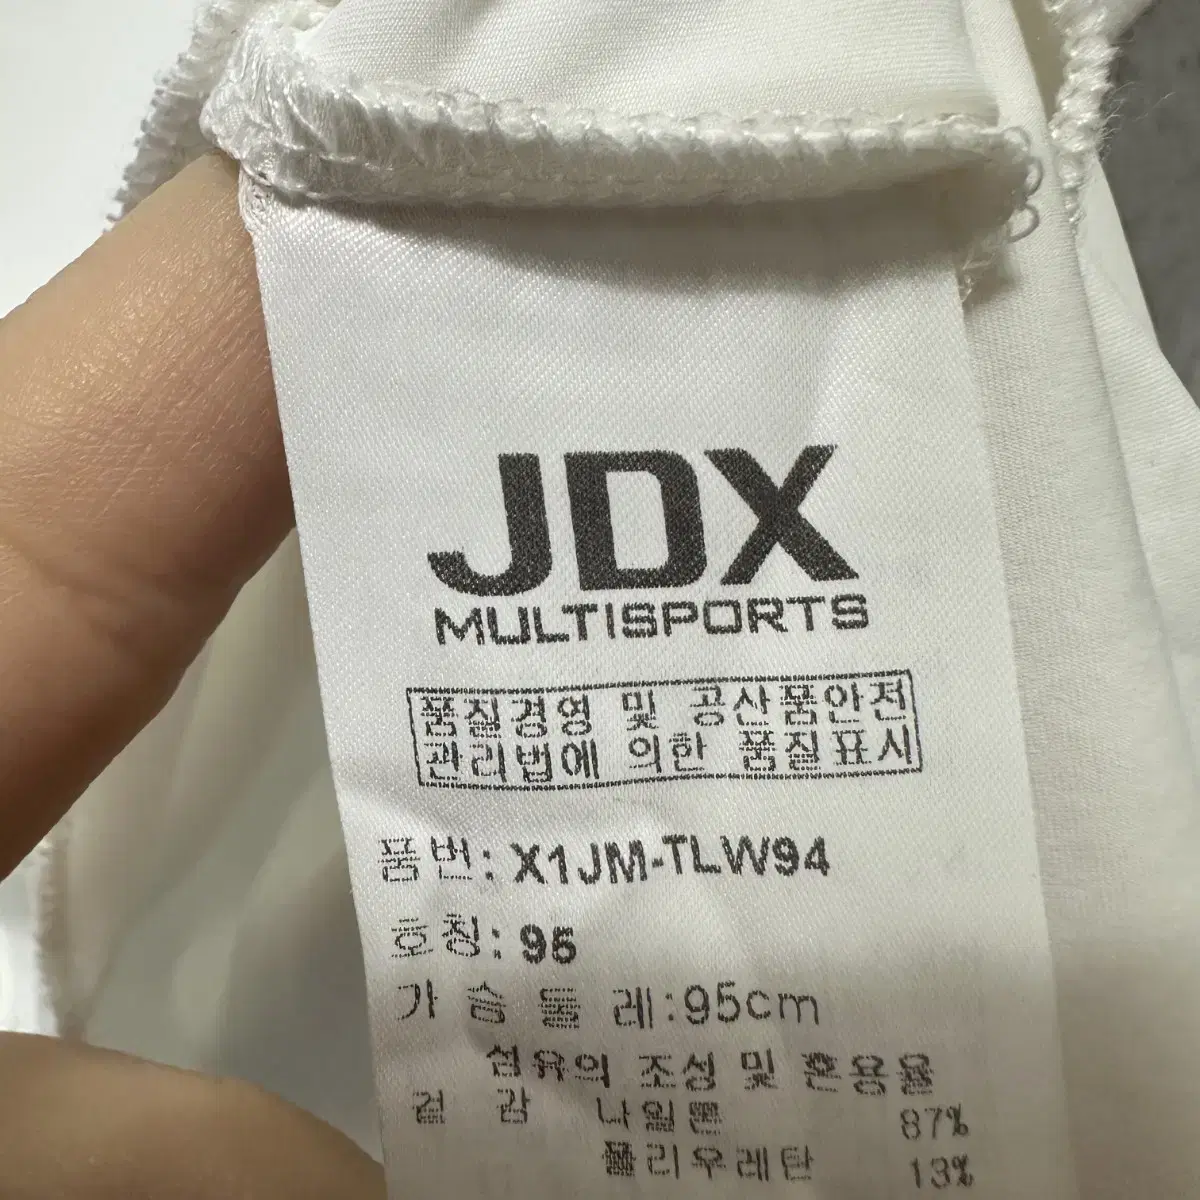 JDX
MULTISPORTS
품질경영 및 공산품안전
관리법에 의한 품질표시
품번: X1JM-TLW94
호칭: 95
가 슴 둘 레:95cm
섬유의 조성 및 혼용율
겉 감 나일론 87%
폴리우레탄 13%